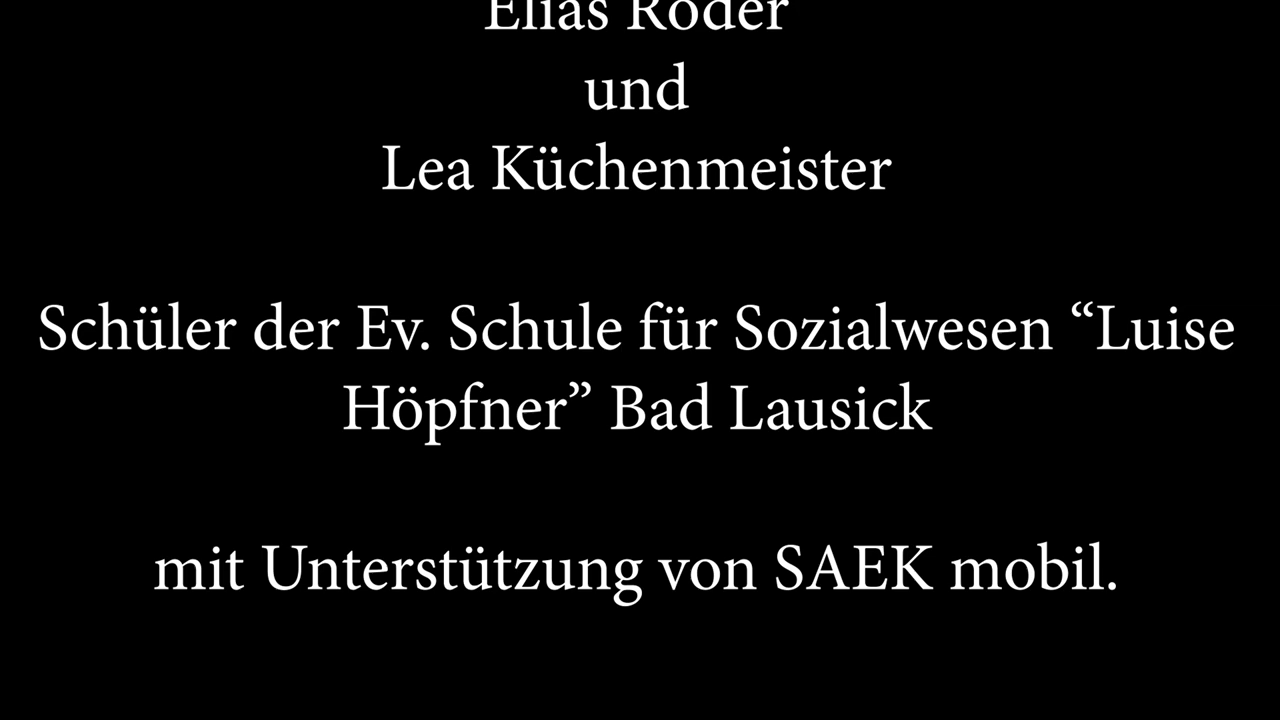 Elias Röder
und
Lea Küchenmeister
Schüler der Ev. Schule für Sozialwesen “Luise
Höpfner” Bad Lausick
mit Unterstützung von SAEK mobil.